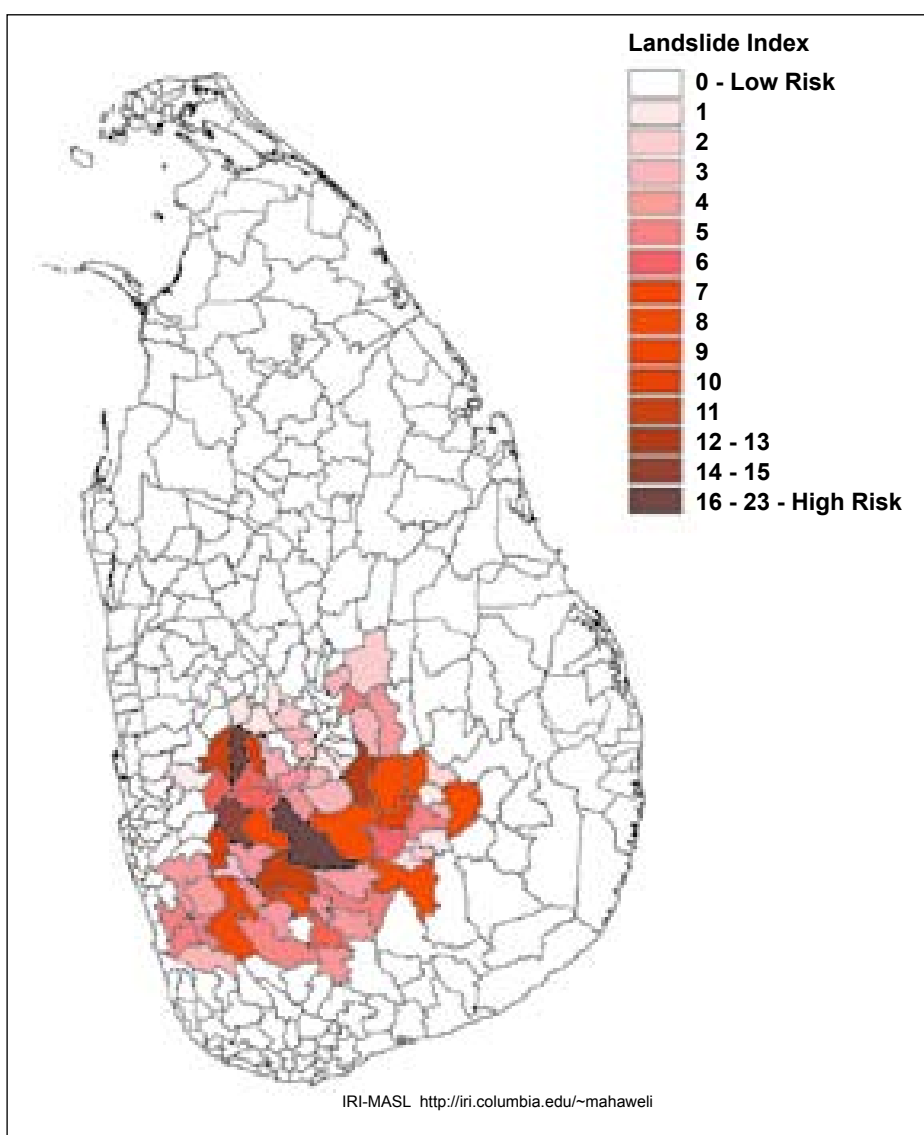 Landslide Index
0 - Low Risk
1
2
3
4
5
6
7
8
9
10
11
12 - 13
14 - 15
16 - 23 - High Risk
IRI-MASL http://iri.columbia.edu/~mahaweli